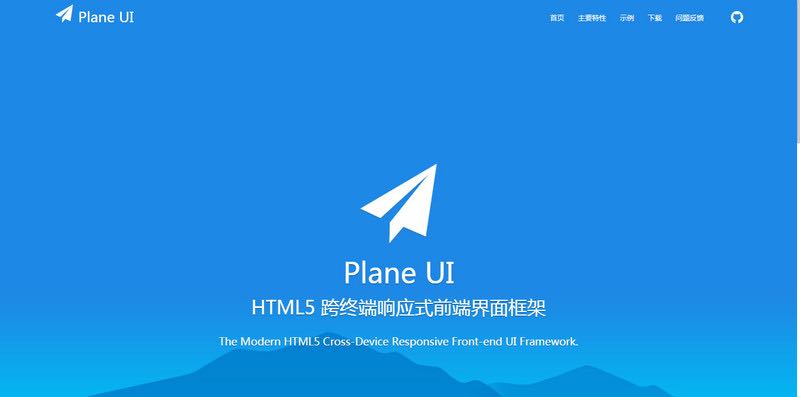 Plane UI
首页 主要特性 示例 下载 问题反馈
Plane UI
HTML5 跨终端响应式前端界面框架
The Modern HTML5 Cross-Device Responsive Front-end UI Framework.